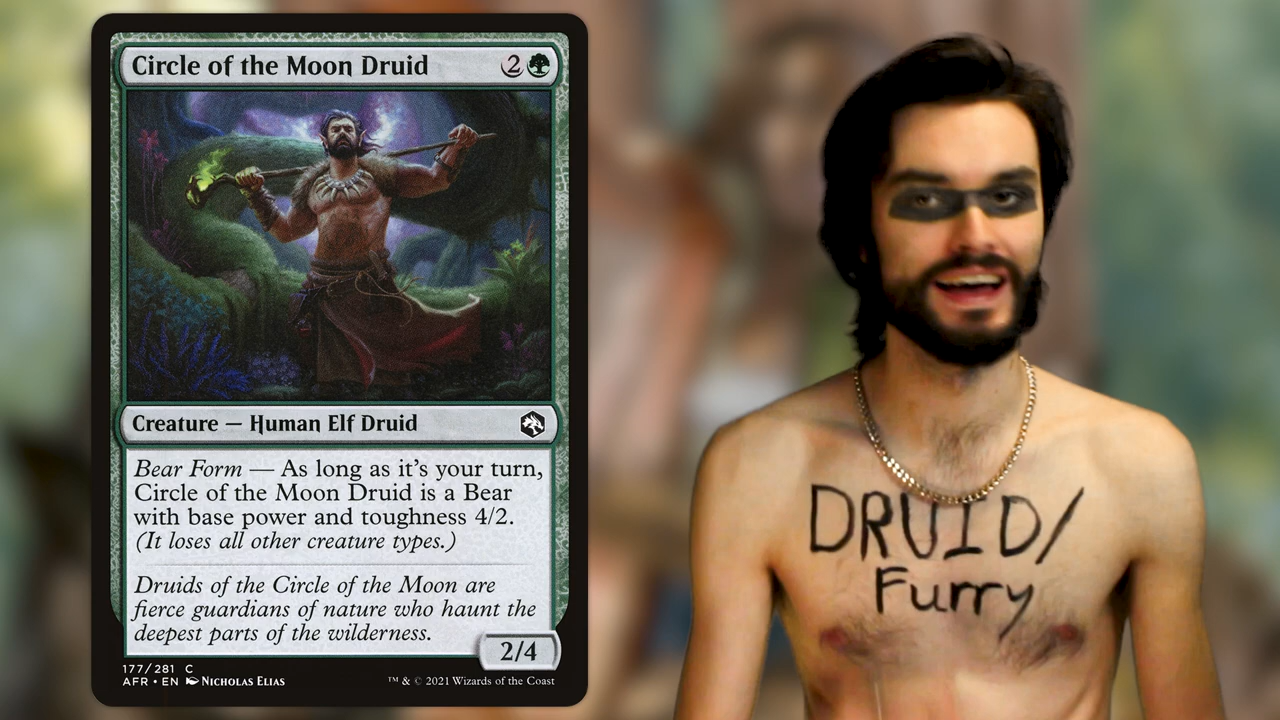 Circle of the Moon Druid 2
Creature — Human Elf Druid
Bear Form — As long as it's your turn,
Circle of the Moon Druid is a Bear
with base power and toughness 4/2.
(It loses all other creature types.)
Druids of the Circle of the Moon are
fierce guardians of nature who haunt the
deepest parts of the wilderness.
2/4
177/281 C
AFR • EN Nicholas Elias
™ & © 2021 Wizards of the Coast
DRUID/
Furry